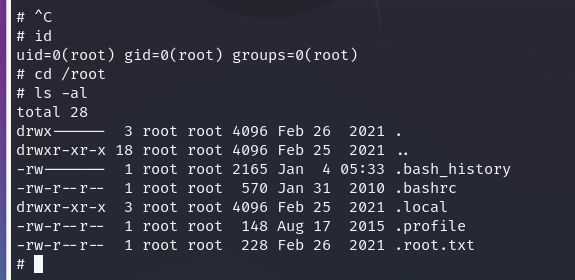 # ^C
# id
uid=0(root) gid=0(root) groups=0(root)
# cd /root
# ls -al
total 28
drwx------  3 root root 4096 Feb 26  2021 .
drwxr-xr-x 18 root root 4096 Feb 25  2021 ..
-rw-------  1 root root 2165 Jan  4 05:33 .bash_history
-rw-r--r--  1 root root  570 Jan 31  2010 .bashrc
drwxr-xr-x  3 root root 4096 Feb 25  2021 .local
-rw-r--r--  1 root root  148 Aug 17  2015 .profile
-rw-r--r--  1 root root  228 Feb 26  2021 .root.txt
#